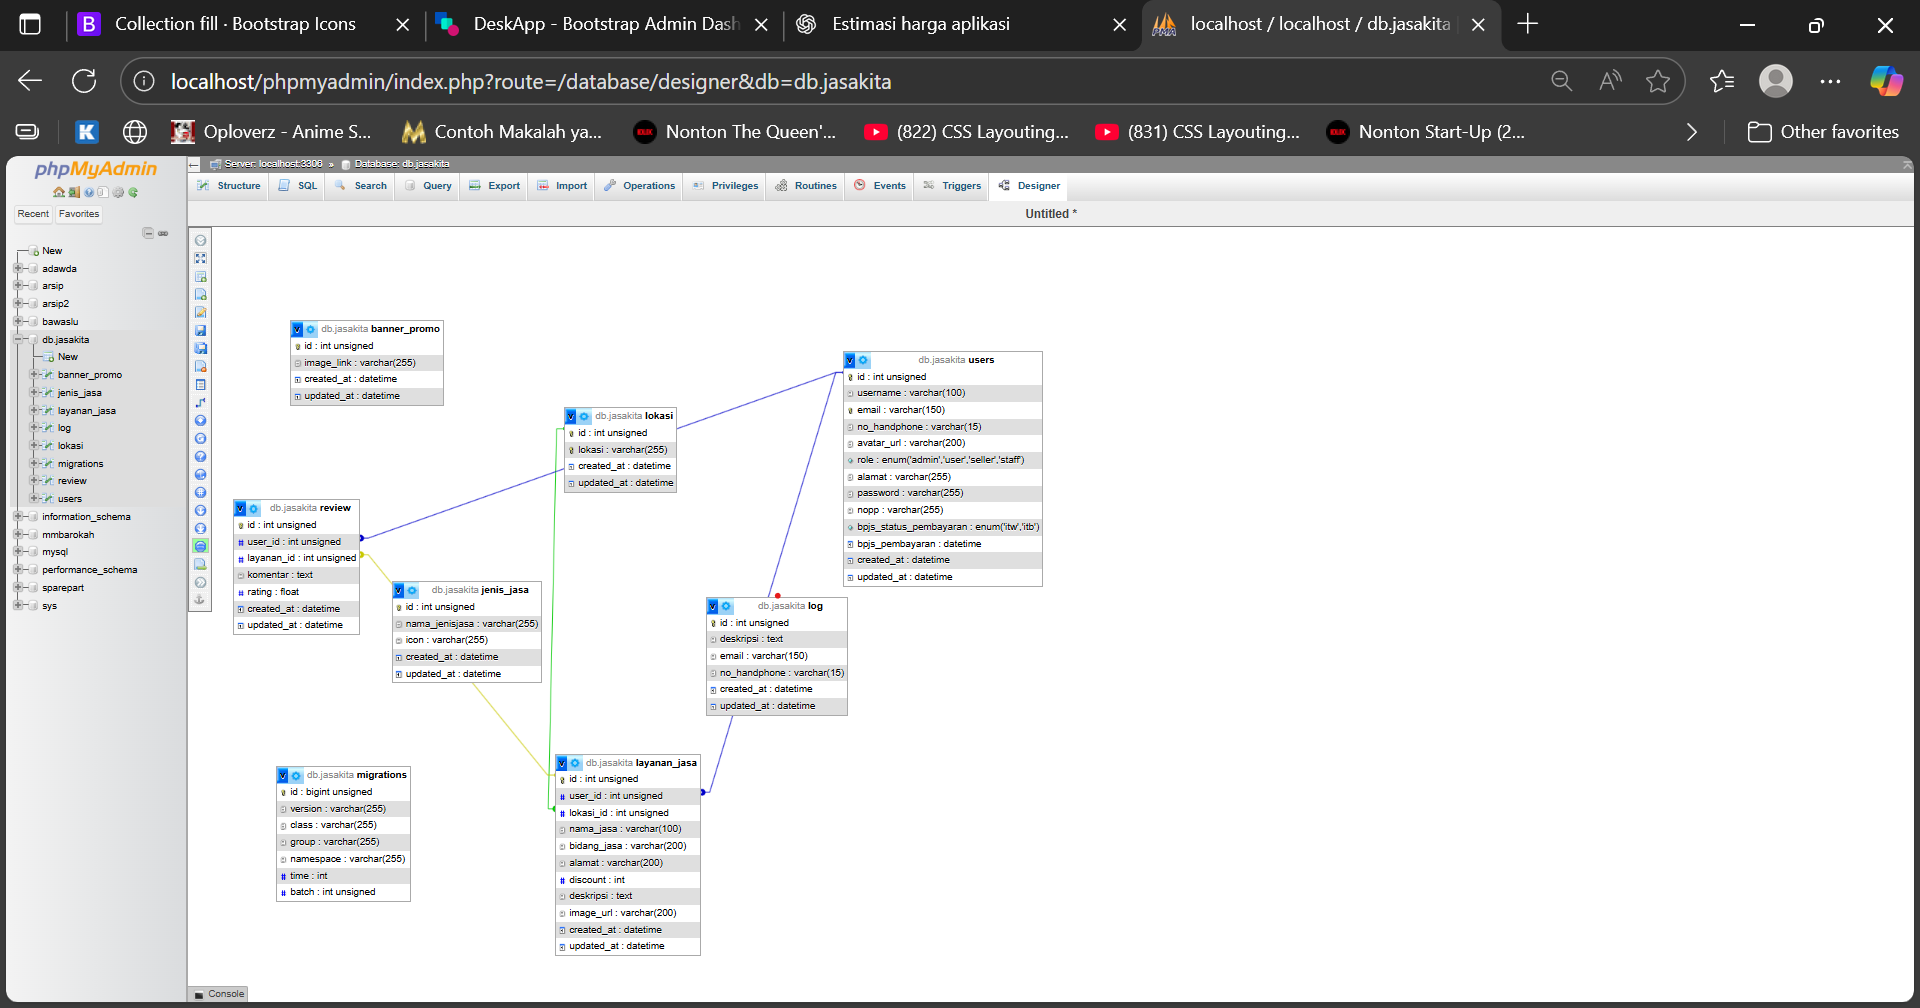 Collection fill · Bootstrap Icons
DeskApp - Bootstrap Admin Dash
Estimasi harga aplikasi
localhost / localhost / db.jasakita
localhost/phpmyadmin/index.php?route=/database/designer&db=db.jasakita
Oploverz - Anime S...
Contoh Makalah ya...
Nonton The Queen'...
(822) CSS Layouting...
(831) CSS Layouting...
Nonton Start-Up (2...
Other favorites
phpMyAdmin
Recent
Favorites
New
adawda
arsip
arsip2
bawaslu
db.jasakita
New
banner_promo
jenis_jasa
layanan_jasa
log
lokasi
migrations
review
users
information_schema
mmbarokah
mysql
performance_schema
sparepart
sys
Server: localhost:3306 » Database: db.jasakita
Structure
SQL
Search
Query
Export
Import
Operations
Privileges
Routines
Events
Triggers
Designer
Untitled *
db.jasakita banner_promo
id : int unsigned
image_link : varchar(255)
created_at : datetime
updated_at : datetime
db.jasakita users
id : int unsigned
username : varchar(100)
email : varchar(150)
no_handphone : varchar(15)
avatar_url : varchar(200)
role : enum('admin','user','seller','staff')
alamat : varchar(255)
password : varchar(255)
nopp : varchar(255)
bpjs_status_pembayaran : enum('itw','itb')
bpjs_pembayaran : datetime
created_at : datetime
updated_at : datetime
db.jasakita lokasi
id : int unsigned
lokasi : varchar(255)
created_at : datetime
updated_at : datetime
db.jasakita review
id : int unsigned
user_id : int unsigned
layanan_id : int unsigned
komentar : text
rating : float
created_at : datetime
updated_at : datetime
db.jasakita jenis_jasa
id : int unsigned
nama_jenisjasa : varchar(255)
icon : varchar(255)
created_at : datetime
updated_at : datetime
db.jasakita log
id : int unsigned
deskripsi : text
email : varchar(150)
no_handphone : varchar(15)
created_at : datetime
updated_at : datetime
db.jasakita migrations
id : bigint unsigned
version : varchar(255)
class : varchar(255)
group : varchar(255)
namespace : varchar(255)
time : int
batch : int unsigned
db.jasakita layanan_jasa
id : int unsigned
user_id : int unsigned
lokasi_id : int unsigned
nama_jasa : varchar(100)
bidang_jasa : varchar(200)
alamat : varchar(200)
discount : int
deskripsi : text
image_url : varchar(200)
created_at : datetime
updated_at : datetime
Console